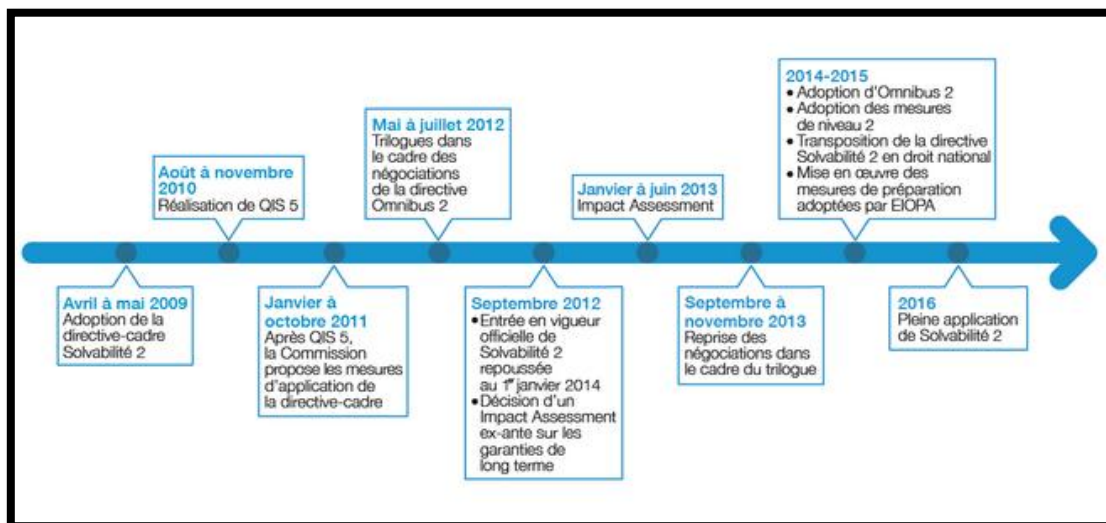 Avril à mai 2009
Adoption de la
directive-cadre
Solvabilité 2
Août à novembre
2010
Réalisation de QIS 5
Janvier à
octobre 2011
Après QIS 5,
la Commission
propose les mesures
d'application de
la directive-cadre
Mai à juillet 2012
Trilogues dans
le cadre des
négociations
de la directive
Omnibus 2
Septembre 2012
• Entrée en vigueur
officielle de
Solvabilité 2
repoussée
au 1er janvier 2014
• Décision d'un
Impact Assessment
ex-ante sur les
garanties de
long terme
Janvier à juin 2013
Impact Assessment
Septembre à
novembre 2013
Reprise des
négociations dans
le cadre du trilogue
2014-2015
• Adoption d'Omnibus 2
• Adoption des mesures
de niveau 2
• Transposition de la directive
Solvabilité 2 en droit national
• Mise en œuvre des
mesures de préparation
adoptées par EIOPA
2016
Pleine application
de Solvabilité 2